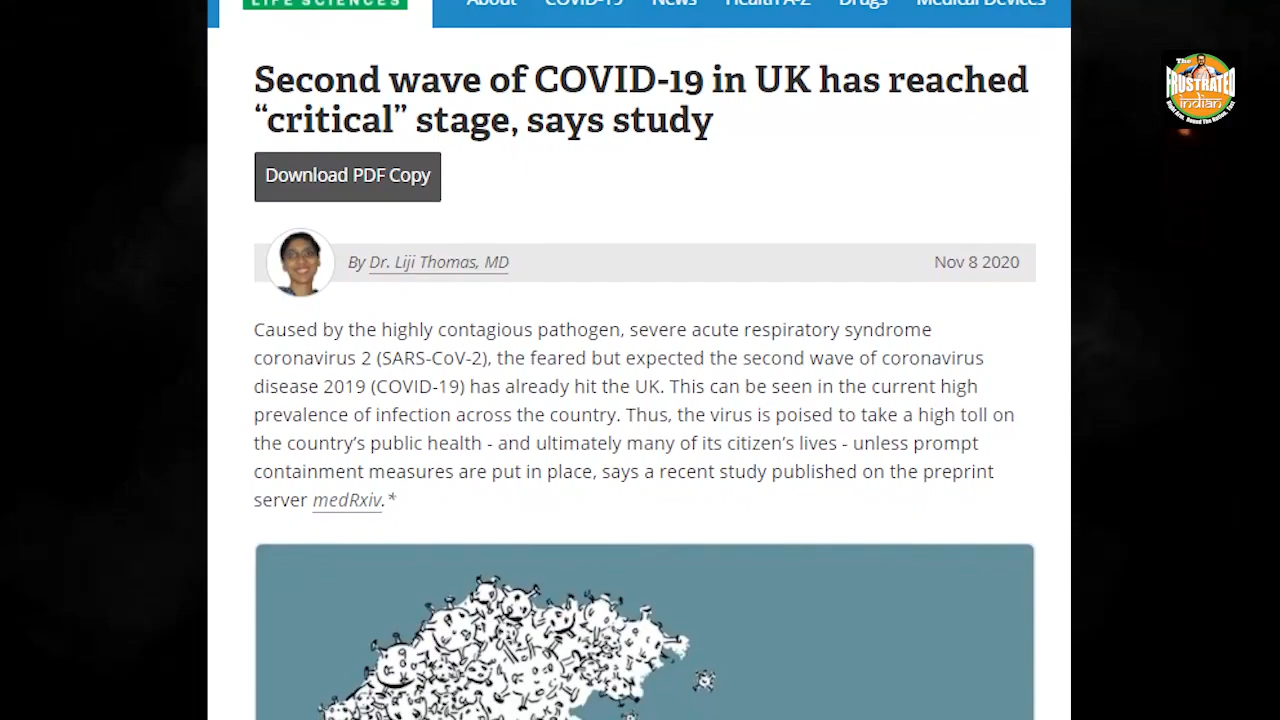 LIFE SCIENCES
About COVID-19 News Health A-Z Drugs Medical Devices
Second wave of COVID-19 in UK has reached
“critical” stage, says study
Download PDF Copy
By Dr. Liji Thomas, MD
Nov 8 2020
Caused by the highly contagious pathogen, severe acute respiratory syndrome
coronavirus 2 (SARS-CoV-2), the feared but expected the second wave of coronavirus
disease 2019 (COVID-19) has already hit the UK. This can be seen in the current high
prevalence of infection across the country. Thus, the virus is poised to take a high toll on
the country’s public health - and ultimately many of its citizen’s lives - unless prompt
containment measures are put in place, says a recent study published on the preprint
server medRxiv.*
The
FRUSTRATED
indian